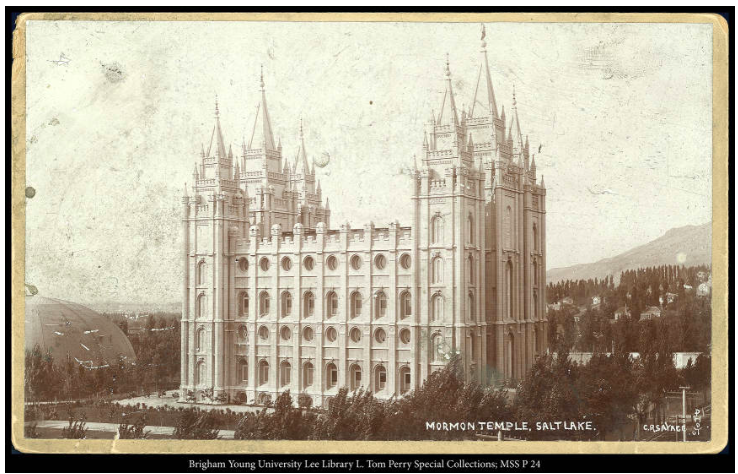 MORMON TEMPLE, SALT LAKE.
C.R.SAVAGE
Brigham Young University Lee Library L. Tom Perry Special Collections; MSS P 24